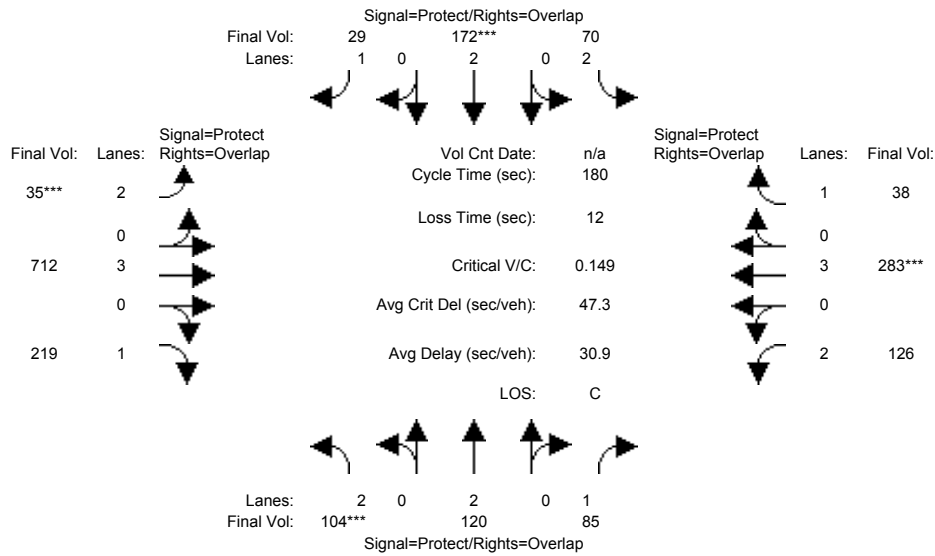 Signal=Protect/Rights=Overlap
Final Vol: 29 172*** 70
Lanes: 1 0 2 0 2
Signal=Protect
Final Vol: Lanes: Rights=Overlap
Vol Cnt Date: n/a
Signal=Protect
Rights=Overlap Lanes: Final Vol:
Cycle Time (sec): 180
35*** 2
1 38
Loss Time (sec): 12
0
0
712 3
Critical V/C: 0.149
3 283***
0
Avg Crit Del (sec/veh): 47.3
0
219 1
Avg Delay (sec/veh): 30.9
2 126
LOS: C
Lanes: 2 0 2 0 1
Final Vol: 104*** 120 85
Signal=Protect/Rights=Overlap